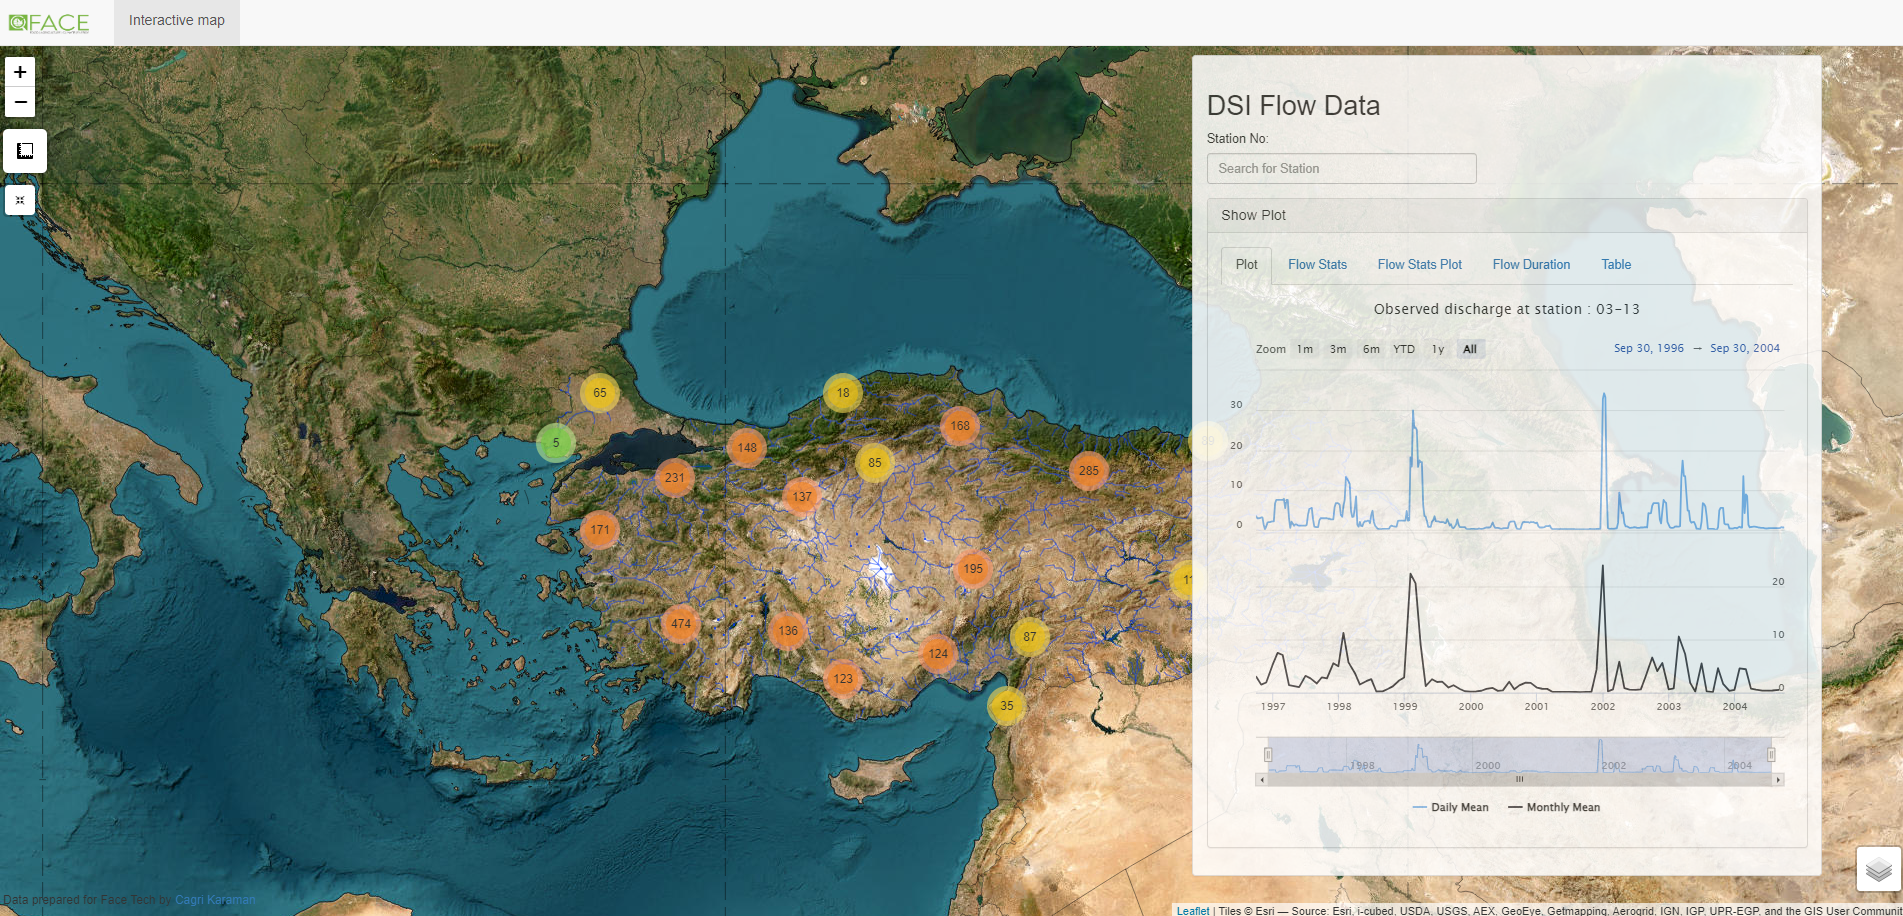 FACE
Interactive map
+
−
DSI Flow Data
Station No:
Search for Station
Show Plot
Plot
Flow Stats
Flow Stats Plot
Flow Duration
Table
Observed discharge at station : 03-13
Zoom 1m 3m 6m YTD 1y All
Sep 30, 1996 → Sep 30, 2004
30
20
10
0
20
10
0
1997 1998 1999 2000 2001 2002 2003 2004
1998 2000 2002 2004
Daily Mean Monthly Mean
65
18
5
168
148
85
89
231
285
137
171
195
474
136
87
124
123
35
Data prepared for Face Tech by Cagri Karaman
Leaflet | Tiles © Esri — Source: Esri, i-cubed, USDA, USGS, AEX, GeoEye, Getmapping, Aerogrid, IGN, IGP, UPR-EGP, and the GIS User Commun